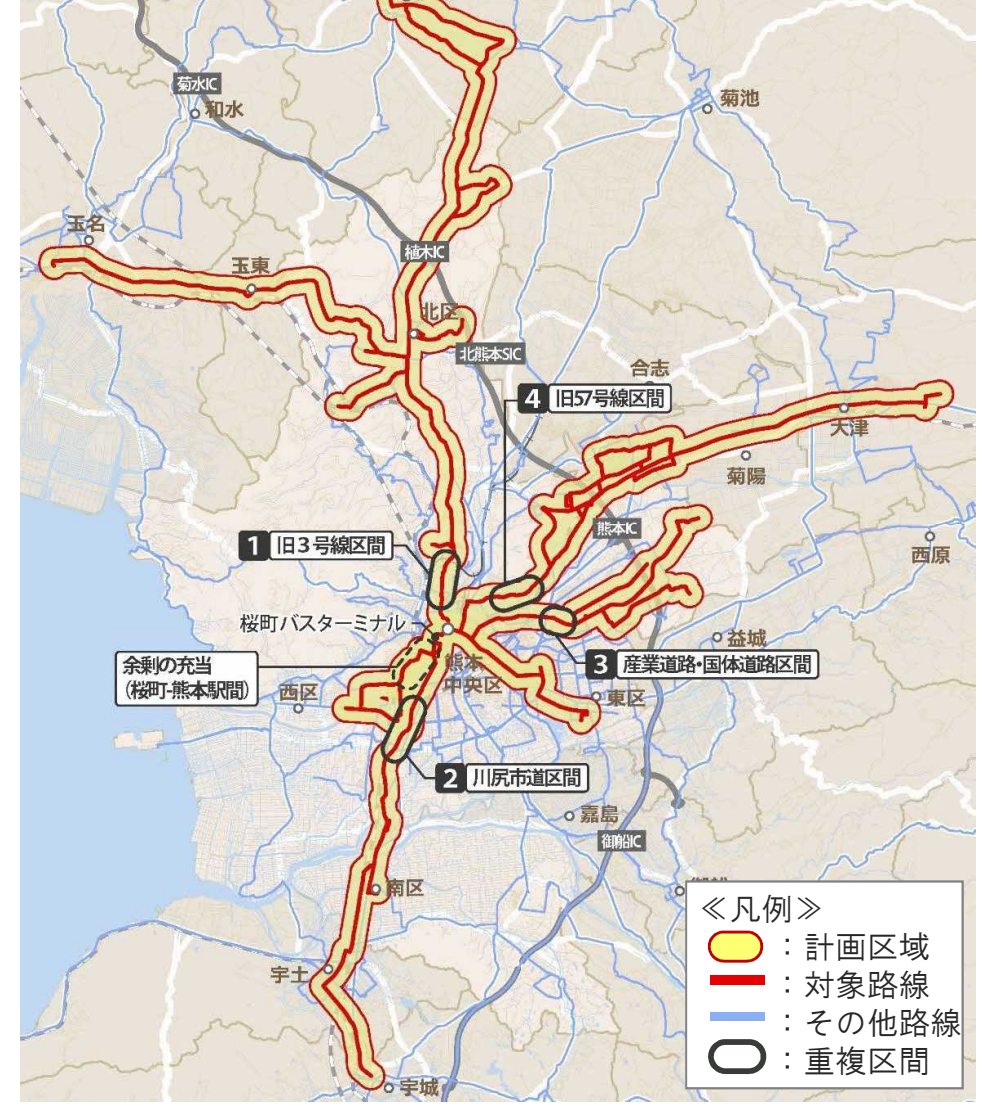 菊水IC
和水
菊池
玉名
植木IC
玉東
北区
北熊本SIC
合志
4 旧57号線区間
大津
菊陽
熊本IC
1 旧3号線区間
西原
桜町バスターミナル
益城
熊本
中央区
3 産業道路・国体道路区間
余剰の充当
(桜町-熊本駅間)
西区
東区
2 川尻市道区間
嘉島
御船IC
南区
宇土
宇城
≪凡例≫
：計画区域
：対象路線
：その他路線
：重複区間